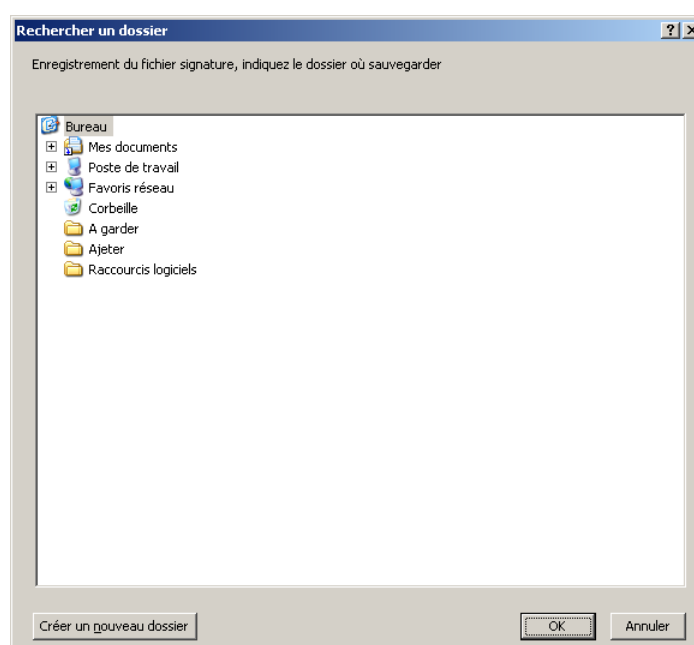 Rechercher un dossier
Enregistrement du fichier signature, indiquez le dossier où sauvegarder
Bureau
Mes documents
Poste de travail
Favoris réseau
Corbeille
A garder
Ajeter
Raccourcis logiciels
Créer un nouveau dossier OK Annuler